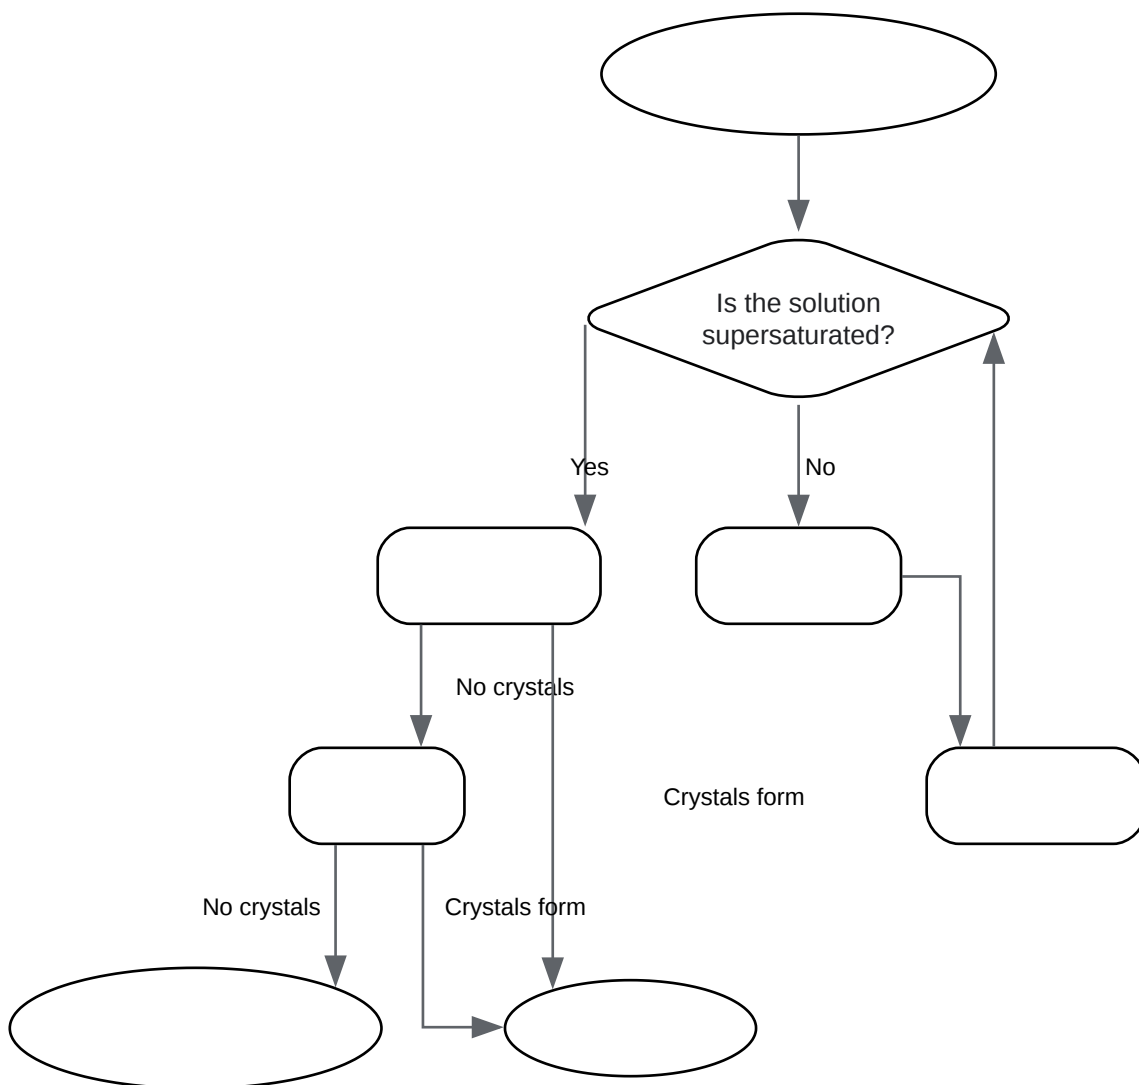 Is the solution
supersaturated?
Yes
No
No crystals
Crystals form
No crystals
Crystals form